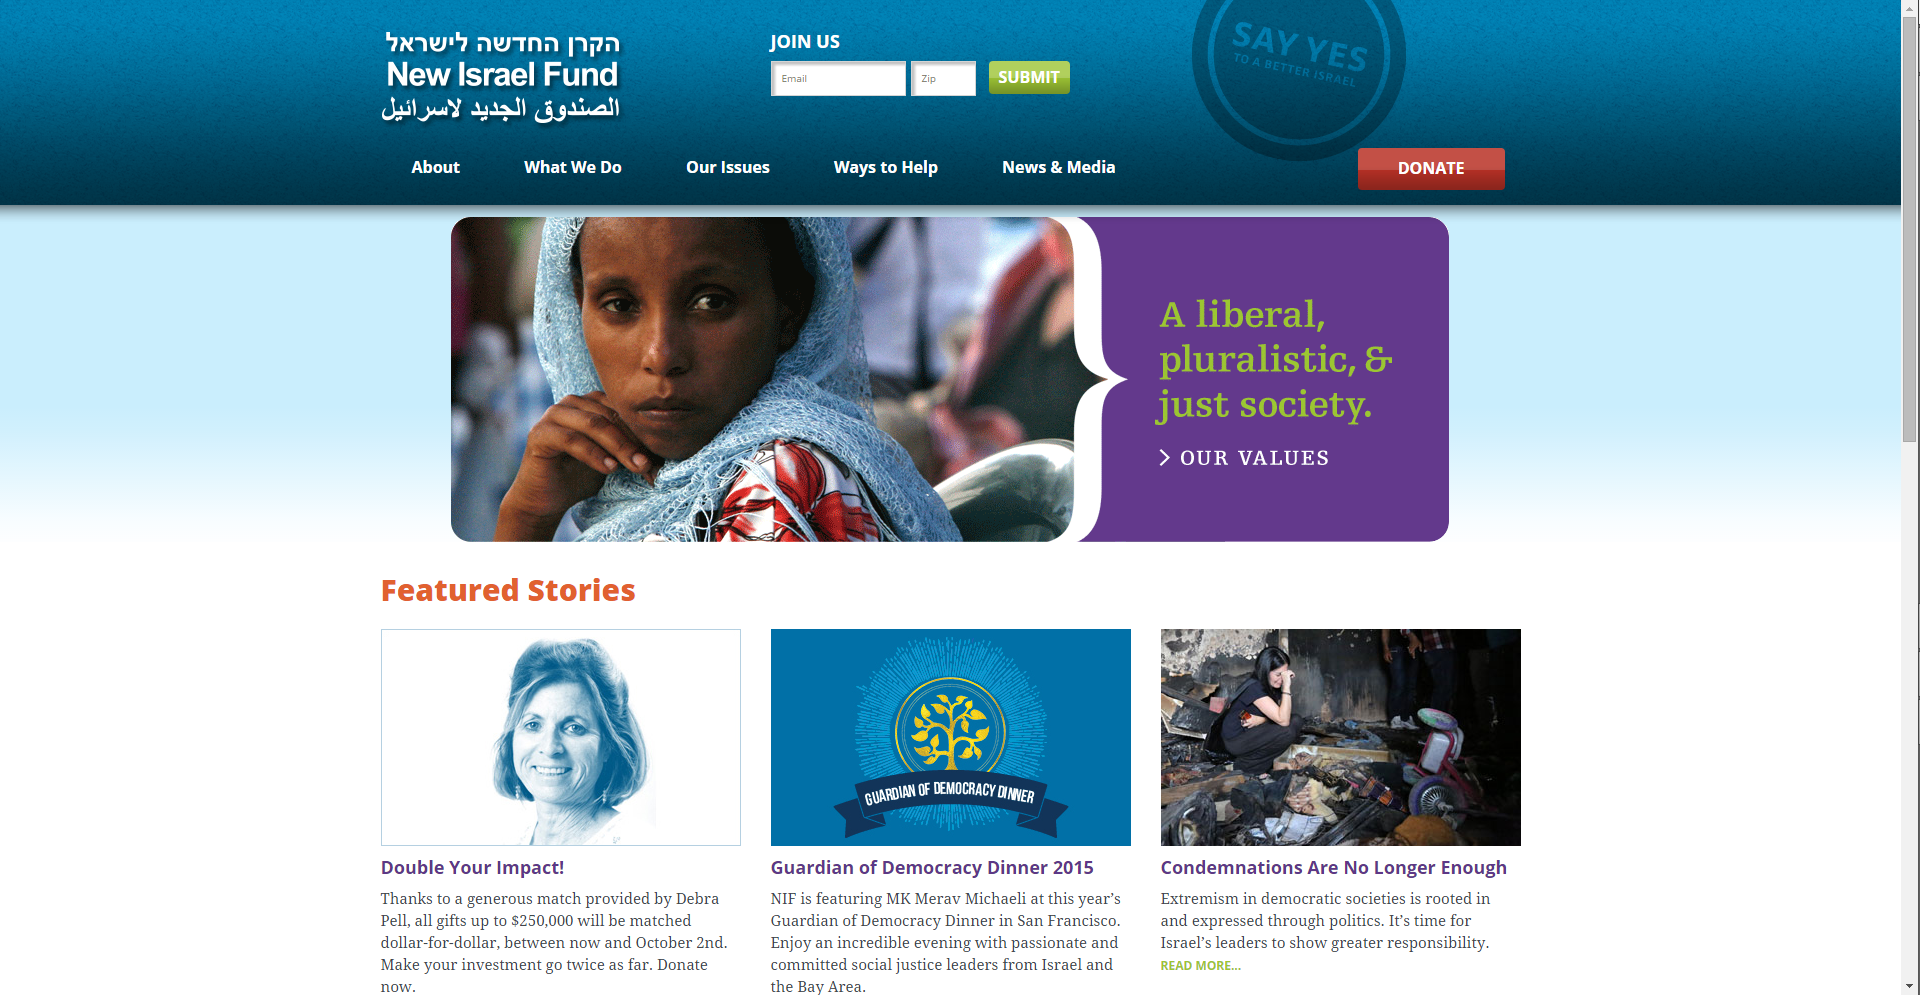 הקרן החדשה לישראל
New Israel Fund
الصندوق الجديد لاسرائيل
JOIN US
Email
Zip
SUBMIT
SAY YES
TO A BETTER ISRAEL
About
What We Do
Our Issues
Ways to Help
News & Media
DONATE
A liberal,
pluralistic, &
just society.
> OUR VALUES
Featured Stories
GUARDIAN OF DEMOCRACY DINNER
Double Your Impact!
Thanks to a generous match provided by Debra
Pell, all gifts up to $250,000 will be matched
dollar-for-dollar, between now and October 2nd.
Make your investment go twice as far. Donate
now.
Guardian of Democracy Dinner 2015
NIF is featuring MK Merav Michaeli at this year’s
Guardian of Democracy Dinner in San Francisco.
Enjoy an incredible evening with passionate and
committed social justice leaders from Israel and
the Bay Area.
Condemnations Are No Longer Enough
Extremism in democratic societies is rooted in
and expressed through politics. It’s time for
Israel’s leaders to show greater responsibility.
READ MORE...